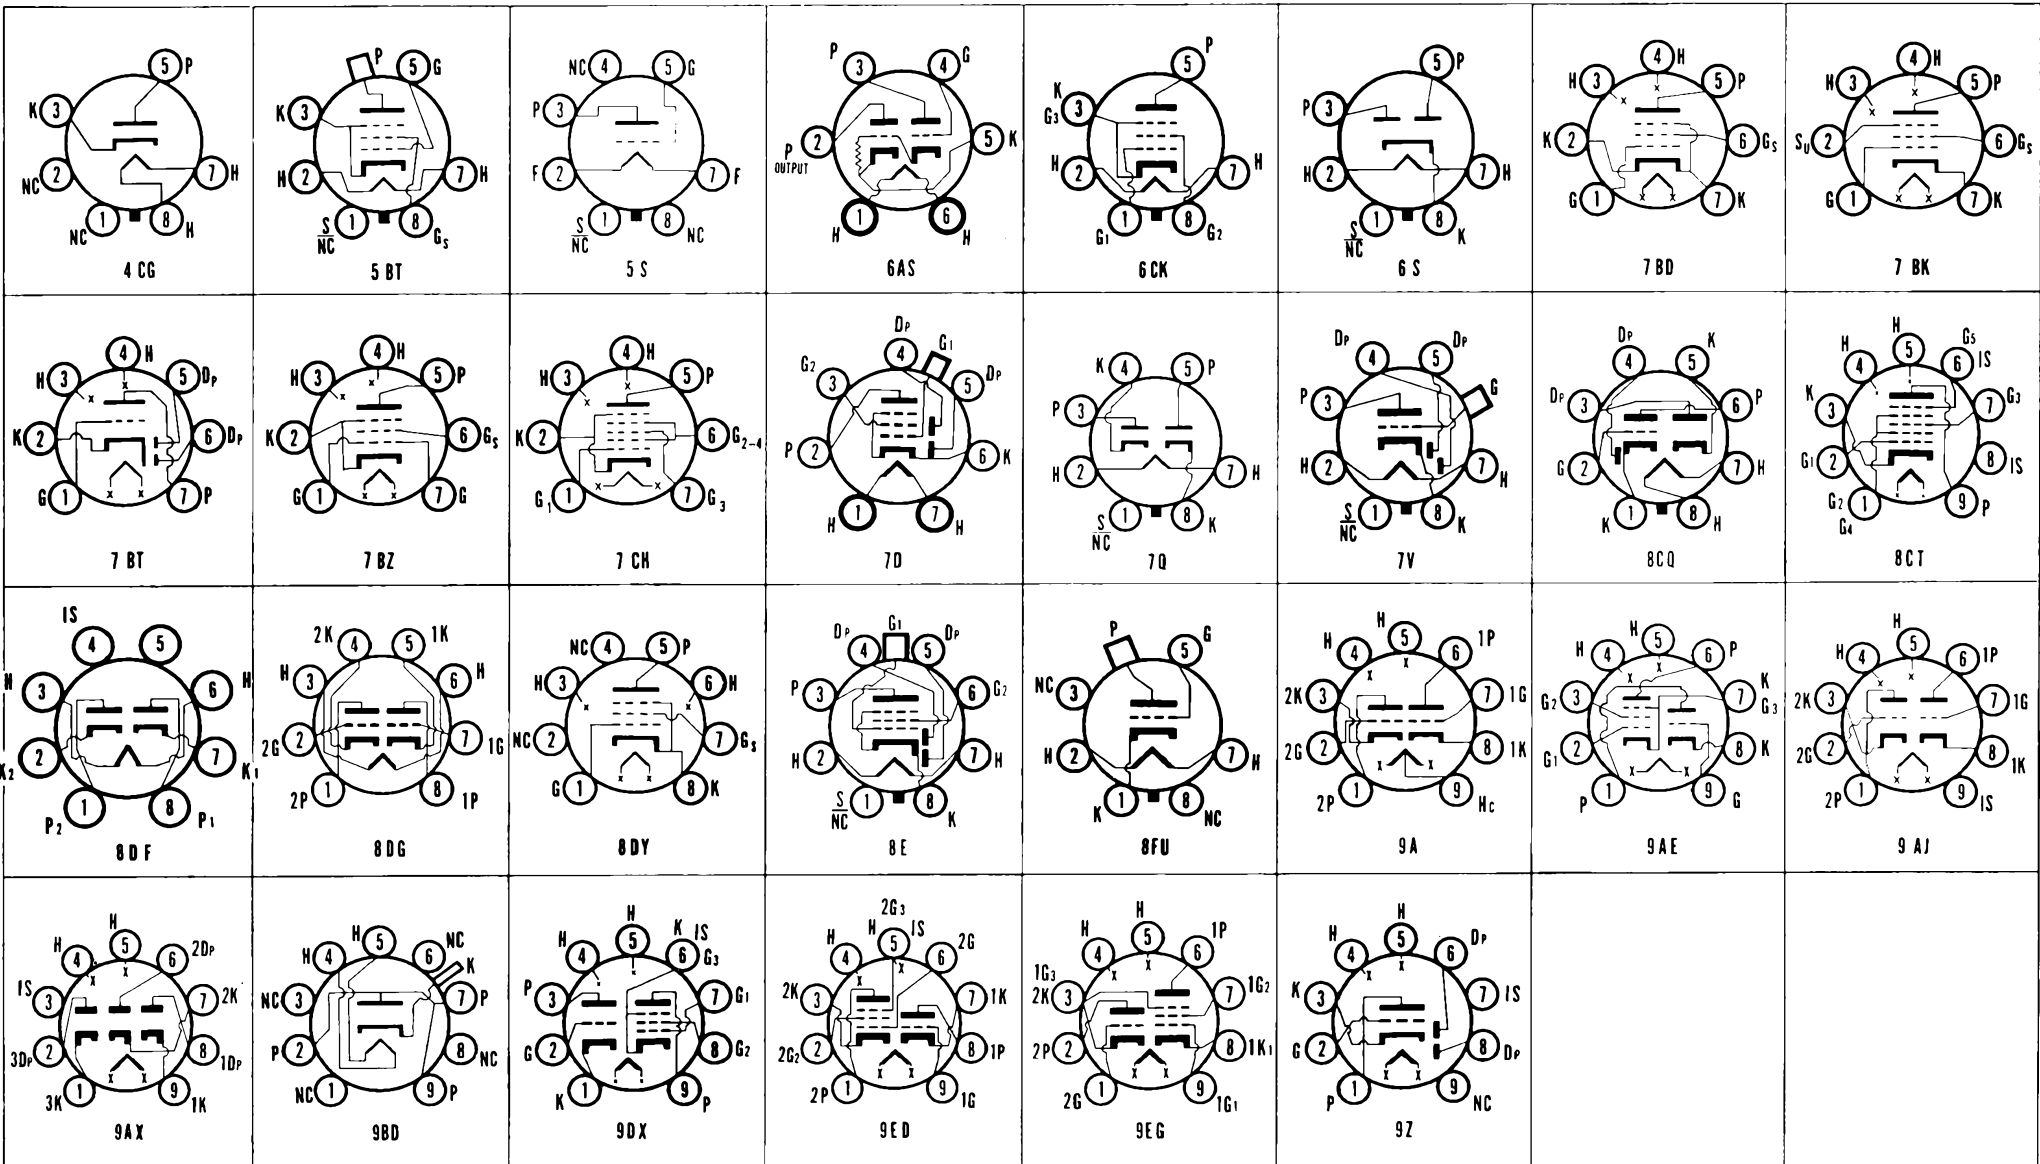 5 P
K 3
NC 2
7 H
NC 1
8 H
4 CG
P
5 G
K 3
H 2
7 H
S/NC 1
8 GS
5 BT
NC 4
5 G
P 3
F 2
7 F
S/NC 1
8 NC
5 S
P 3
4 G
2 P OUTPUT
5 K
H 1
6 H
6AS
5 P
K G3 3
H 2
7 H
G1 1
8 G2
6 CK
5 P
P 3
H 2
7 H
S/NC 1
8 K
6 S
4 H
H 3
5 P
K 2
6 GS
G 1
7 K
7 BD
4 H
H 3
5 P
SU 2
6 GS
G 1
7 K
7 BK
4 H
H 3
5 DP
K 2
6 DP
G 1
7 P
7 BT
4 H
H 3
5 P
K 2
6 GS
G 1
7 G
7 BZ
4 H
H 3
5 P
K 2
6 G2-4
G1 1
7 G3
7 CH
DP 4
G1
G2 3
5 DP
P 2
6 K
H 1
7 H
7D
K 4
5 P
P 3
H 2
7 H
S/NC 1
8 K
7Q
DP 4
5 DP
G
P 3
H 2
7 H
S/NC 1
8 K
7V
DP 4
5 K
DP 3
6 P
G 2
7 H
K 1
8 H
8CQ
H 5
H 4
6 G5 IS
K 3
7 G3
G1 2
8 IS
G2 G4 1
9 P
8CT
IS 4
5
H 3
6 H
K2 2
7 K1
P2 1
8 P1
8DF
2K 4
5 1K
H 3
6 H
2G 2
7 1G
2P 1
8 1P
8DG
NC 4
5 P
H 3
6 H
NC 2
7 GS
G 1
8 K
8DY
DP 4
G1
5 DP
P 3
6 G2
H 2
7 H
S/NC 1
8 K
8E
P
5 G
NC 3
H 2
7 H
K 1
8 NC
8FU
H 5
H 4
6 1P
2K 3
7 1G
2G 2
8 1K
2P 1
9 HC
9A
H 5
H 4
6 P
G2 3
7 K G3
G1 2
8 K
P 1
9 G
9AE
H 5
H 4
6 1P
2K 3
7 1G
2G 2
8 1K
2P 1
9 IS
9 AJ
H 5
H 4
6 2DP
IS 3
7 2K
3DP 2
8 1DP
3K 1
9 1K
9AX
H 5
H 4
6 NC
K
NC 3
7 P
P 2
8 NC
NC 1
9 P
9BD
H 5
H 4
6 K IS G3
P 3
7 G1
G 2
8 G2
K 1
9 P
9DX
2G3
H 5 IS
H 4
6 2G
2K 3
7 1K
2G2 2
8 1P
2P 1
9 1G
9ED
H 5
H 4
6 1P
1G3 2K 3
7 1G2
2P 2
8 1K1
2G 1
9 1G1
9EG
H 5
H 4
6 DP
K 3
7 IS
G 2
8 DP
P 1
9 NC
9Z